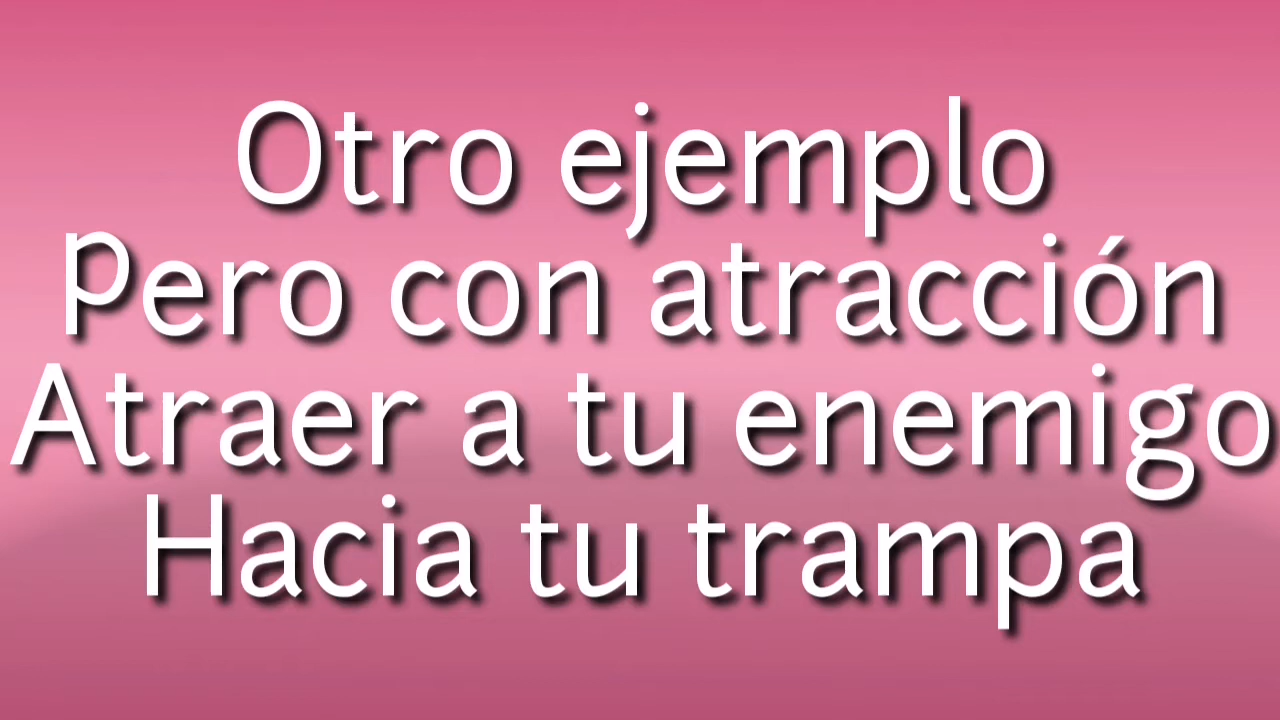 Otro ejemplo
pero con atracción
Atraer a tu enemigo
Hacia tu trampa